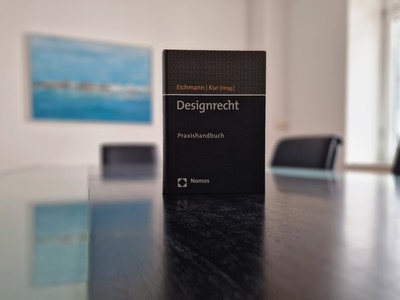 Eichmann | Kur [Hrsg.]
Designrecht
Praxishandbuch
Nomos